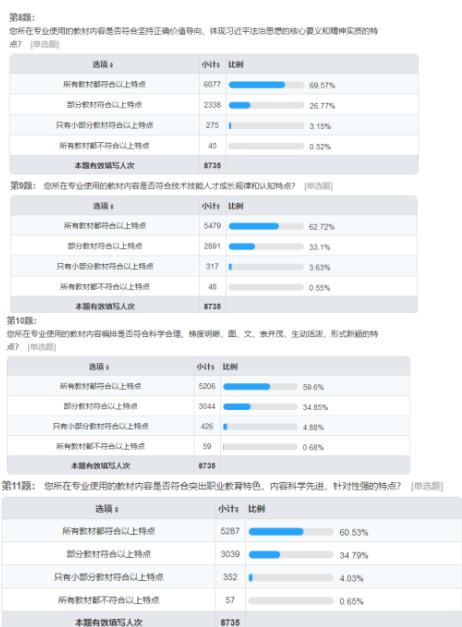 第8题：
您所在专业使用的教材内容是否符合坚持正确价值导向、体现习近平法治思想的核心要义和精神实质的特
点？ [单选题]
选项 小计 比例
所有教材都符合以上特点 6077 69.57%
部分教材符合以上特点 2338 26.77%
只有小部分教材符合以上特点 275 3.15%
所有教材都不符合以上特点 45 0.52%
本题有效填写人次 8735
第9题： 您所在专业使用的教材内容是否符合技术技能人才成长规律和认知特点？ [单选题]
选项 小计 比例
所有教材都符合以上特点 5479 62.72%
部分教材符合以上特点 2891 33.1%
只有小部分教材符合以上特点 317 3.63%
所有教材都不符合以上特点 48 0.55%
本题有效填写人次 8735
第10题：
您所在专业使用的教材内容编排是否符合科学合理、梯度明晰，图、文、表并茂，生动活泼，形式新颖的特
点？ [单选题]
选项 小计 比例
所有教材都符合以上特点 5206 59.6%
部分教材符合以上特点 3044 34.85%
只有小部分教材符合以上特点 426 4.88%
所有教材都不符合以上特点 59 0.68%
本题有效填写人次 8735
第11题： 您所在专业使用的教材内容是否符合突出职业教育特色，内容科学先进、针对性强的特点？ [单选题]
选项 小计 比例
所有教材都符合以上特点 5287 60.53%
部分教材符合以上特点 3039 34.79%
只有小部分教材符合以上特点 352 4.03%
所有教材都不符合以上特点 57 0.65%
本题有效填写人次 8735